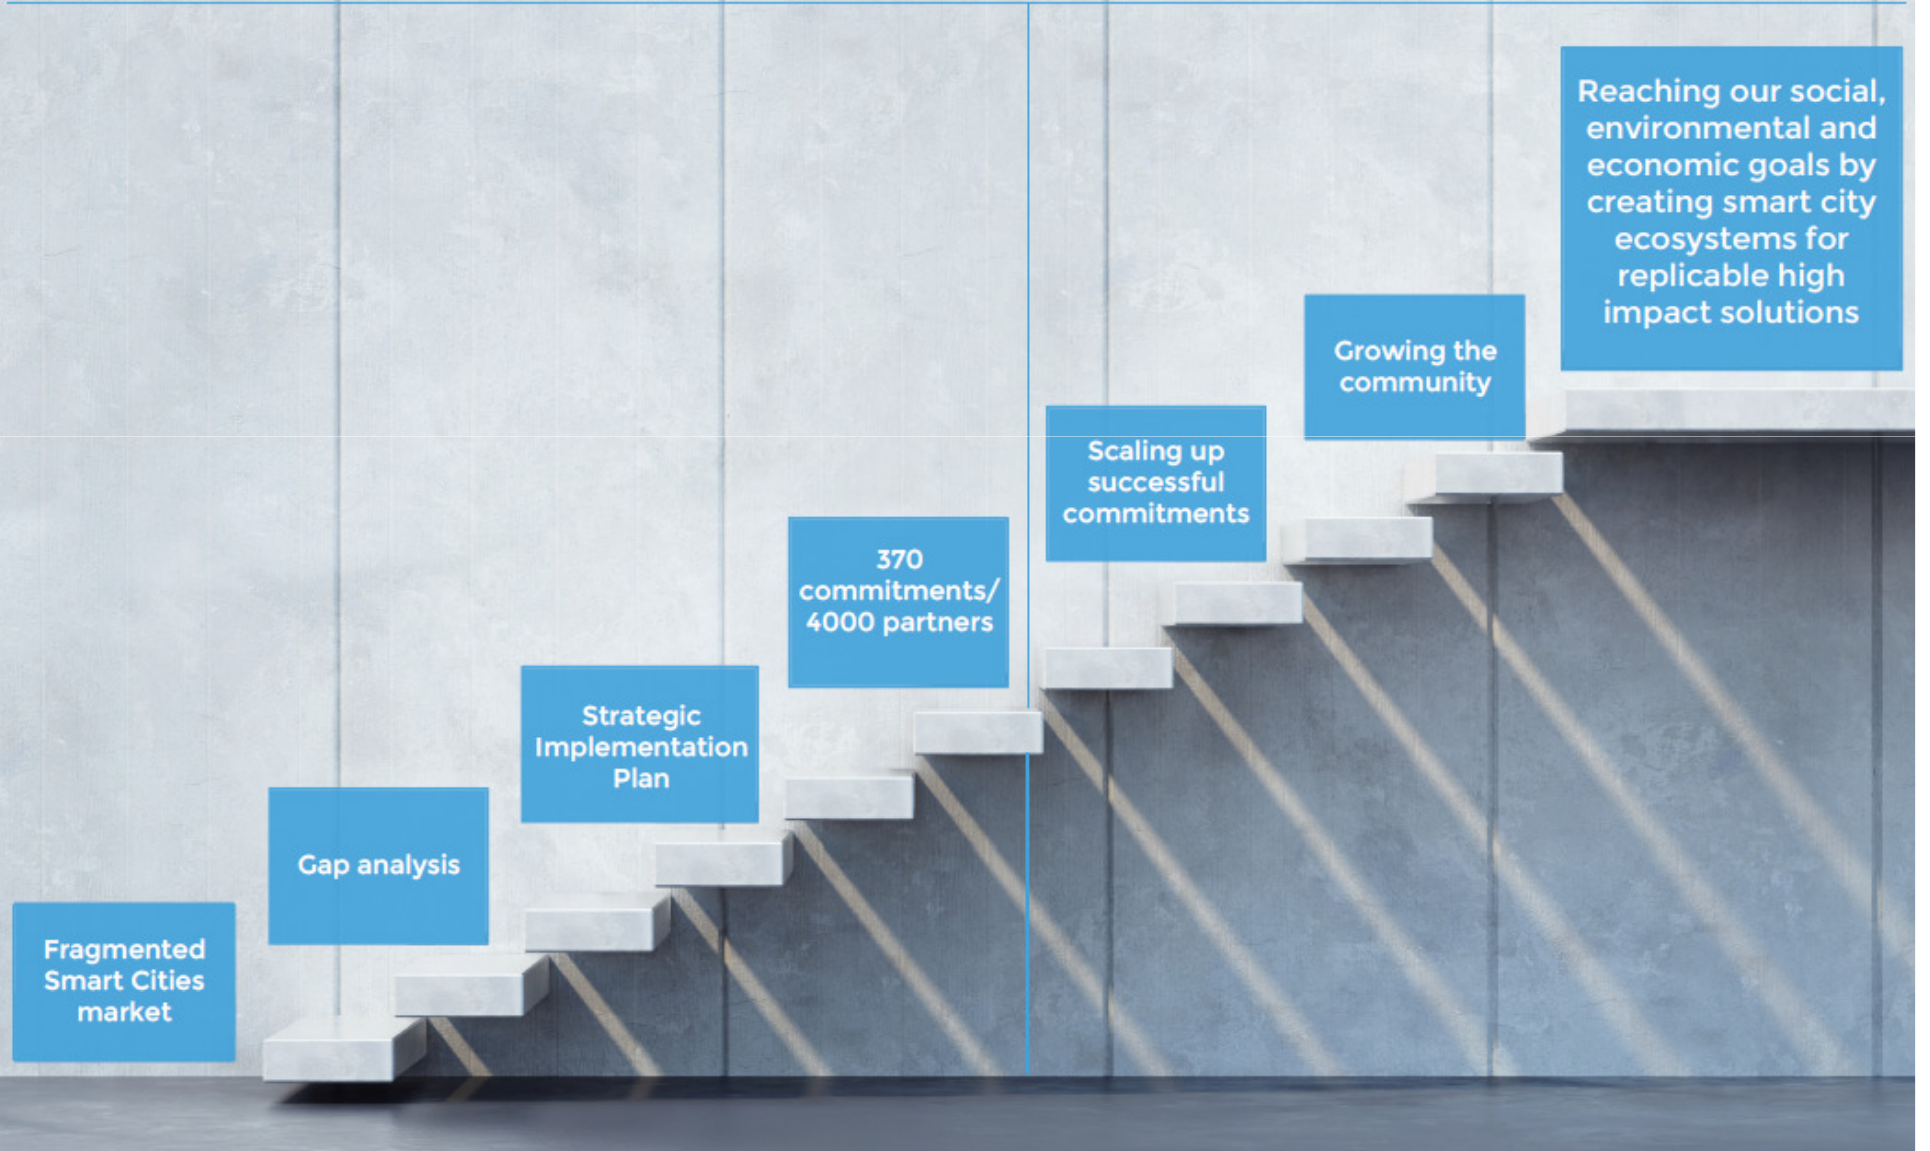 Fragmented
Smart Cities
market
Gap analysis
Strategic
Implementation
Plan
370
commitments/
4000 partners
Scaling up
successful
commitments
Growing the
community
Reaching our social,
environmental and
economic goals by
creating smart city
ecosystems for
replicable high
impact solutions